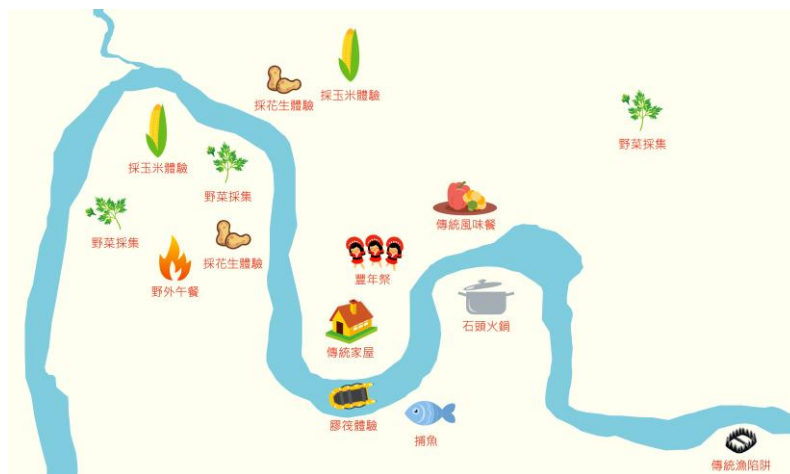 採花生體驗
採玉米體驗
野菜採集
採玉米體驗
野菜採集
野菜採集
採花生體驗
野外午餐
傳統風味餐
豐年祭
石頭火鍋
傳統家屋
膠筏體驗
捕魚
傳統漁陷阱